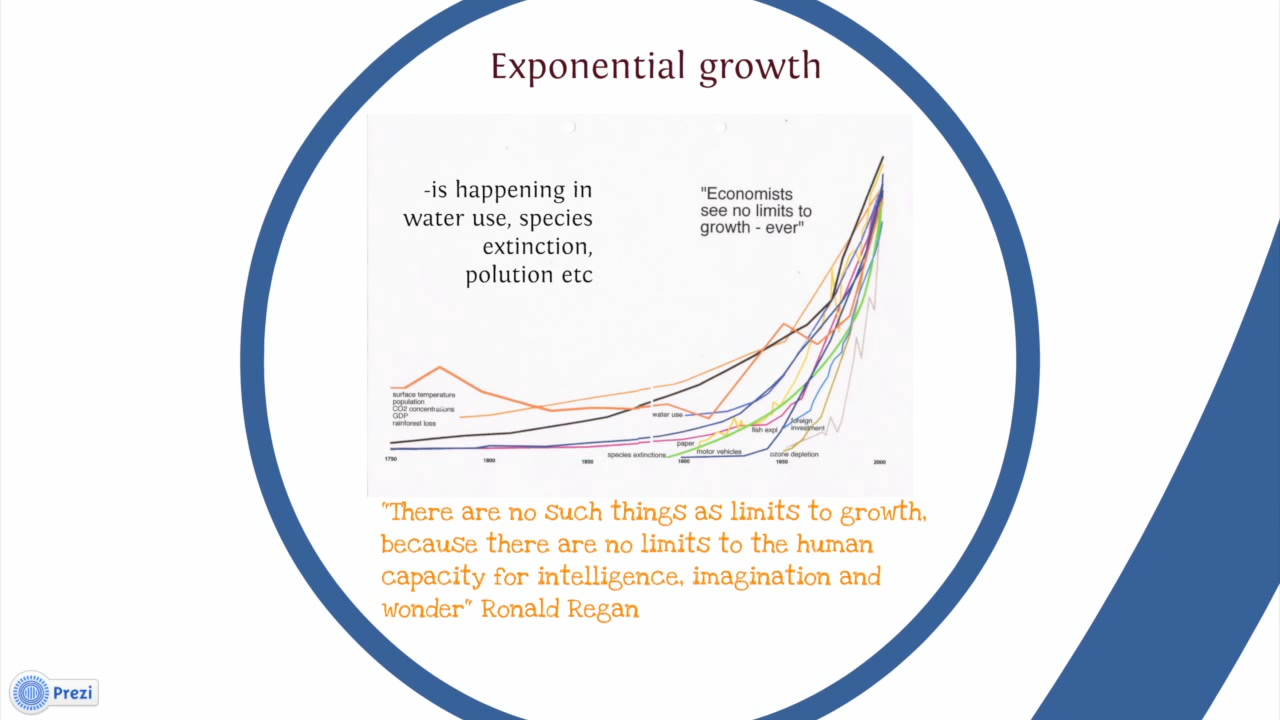 Exponential growth
-is happening in
water use, species
extinction,
polution etc
"Economists
see no limits to
growth - ever"
surface temperature
population
CO2 concentrations
GDP
rainforest loss
water use
foreign
investment
fish expl
paper
motor vehicles
species extinctions
ozone depletion
1750
1800
1850
1900
1950
2000
"There are no such things as limits to growth,
because there are no limits to the human
capacity for intelligence, imagination and
wonder" Ronald Regan
Prezi